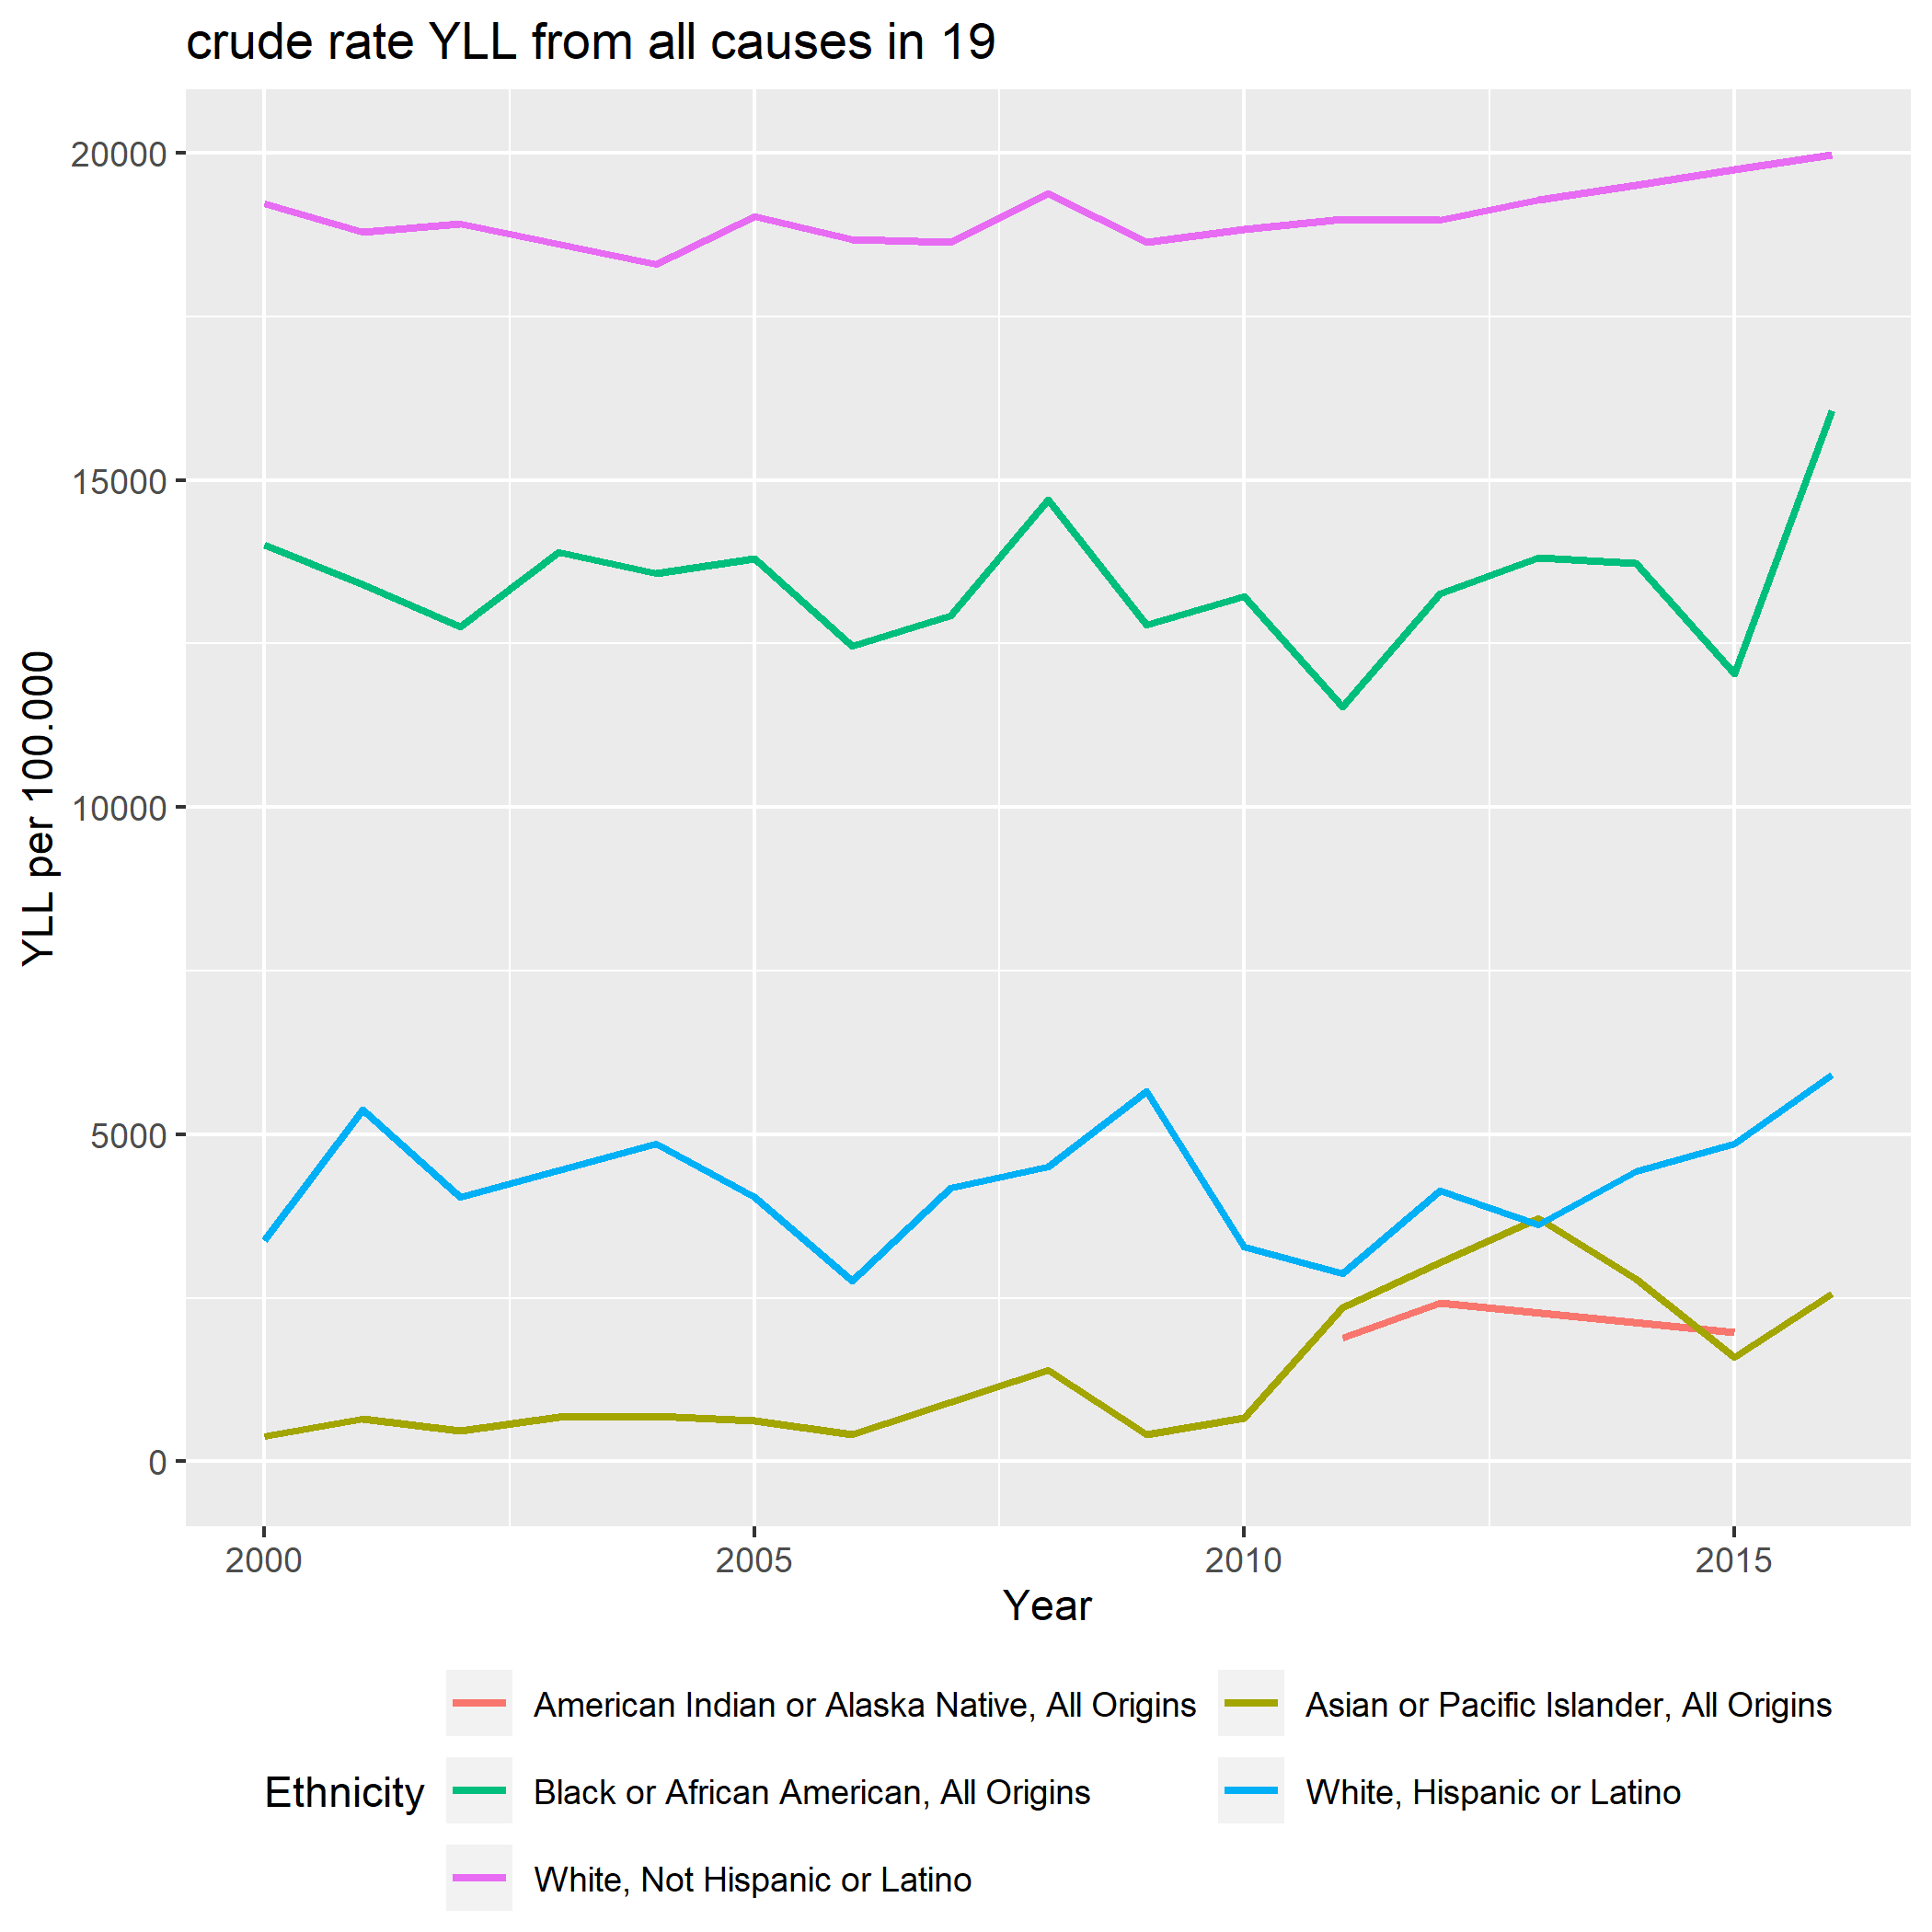 crude rate YLL from all causes in 19
YLL per 100.000
20000
15000
10000
5000
0
2000 2005 2010 2015
Year
Ethnicity
American Indian or Alaska Native, All Origins Asian or Pacific Islander, All Origins
Black or African American, All Origins White, Hispanic or Latino
White, Not Hispanic or Latino